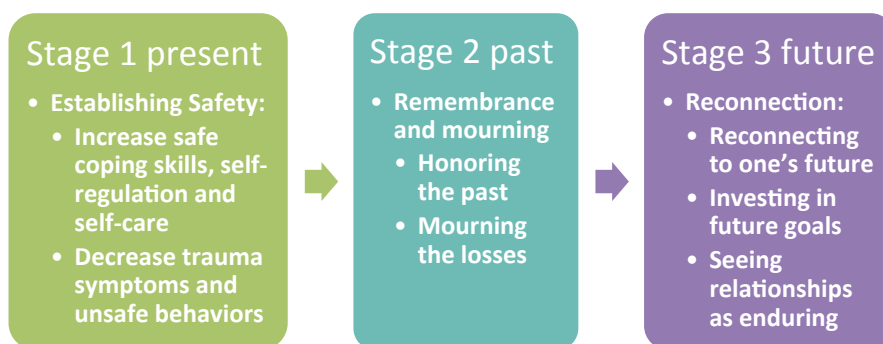 Stage 1 present
• Establishing Safety:
• Increase safe
coping skills, self-
regulation and
self-care
• Decrease trauma
symptoms and
unsafe behaviors
Stage 2 past
• Remembrance
and mourning
• Honoring
the past
• Mourning
the losses
Stage 3 future
• Reconnection:
• Reconnecting
to one’s future
• Investing in
future goals
• Seeing
relationships
as enduring